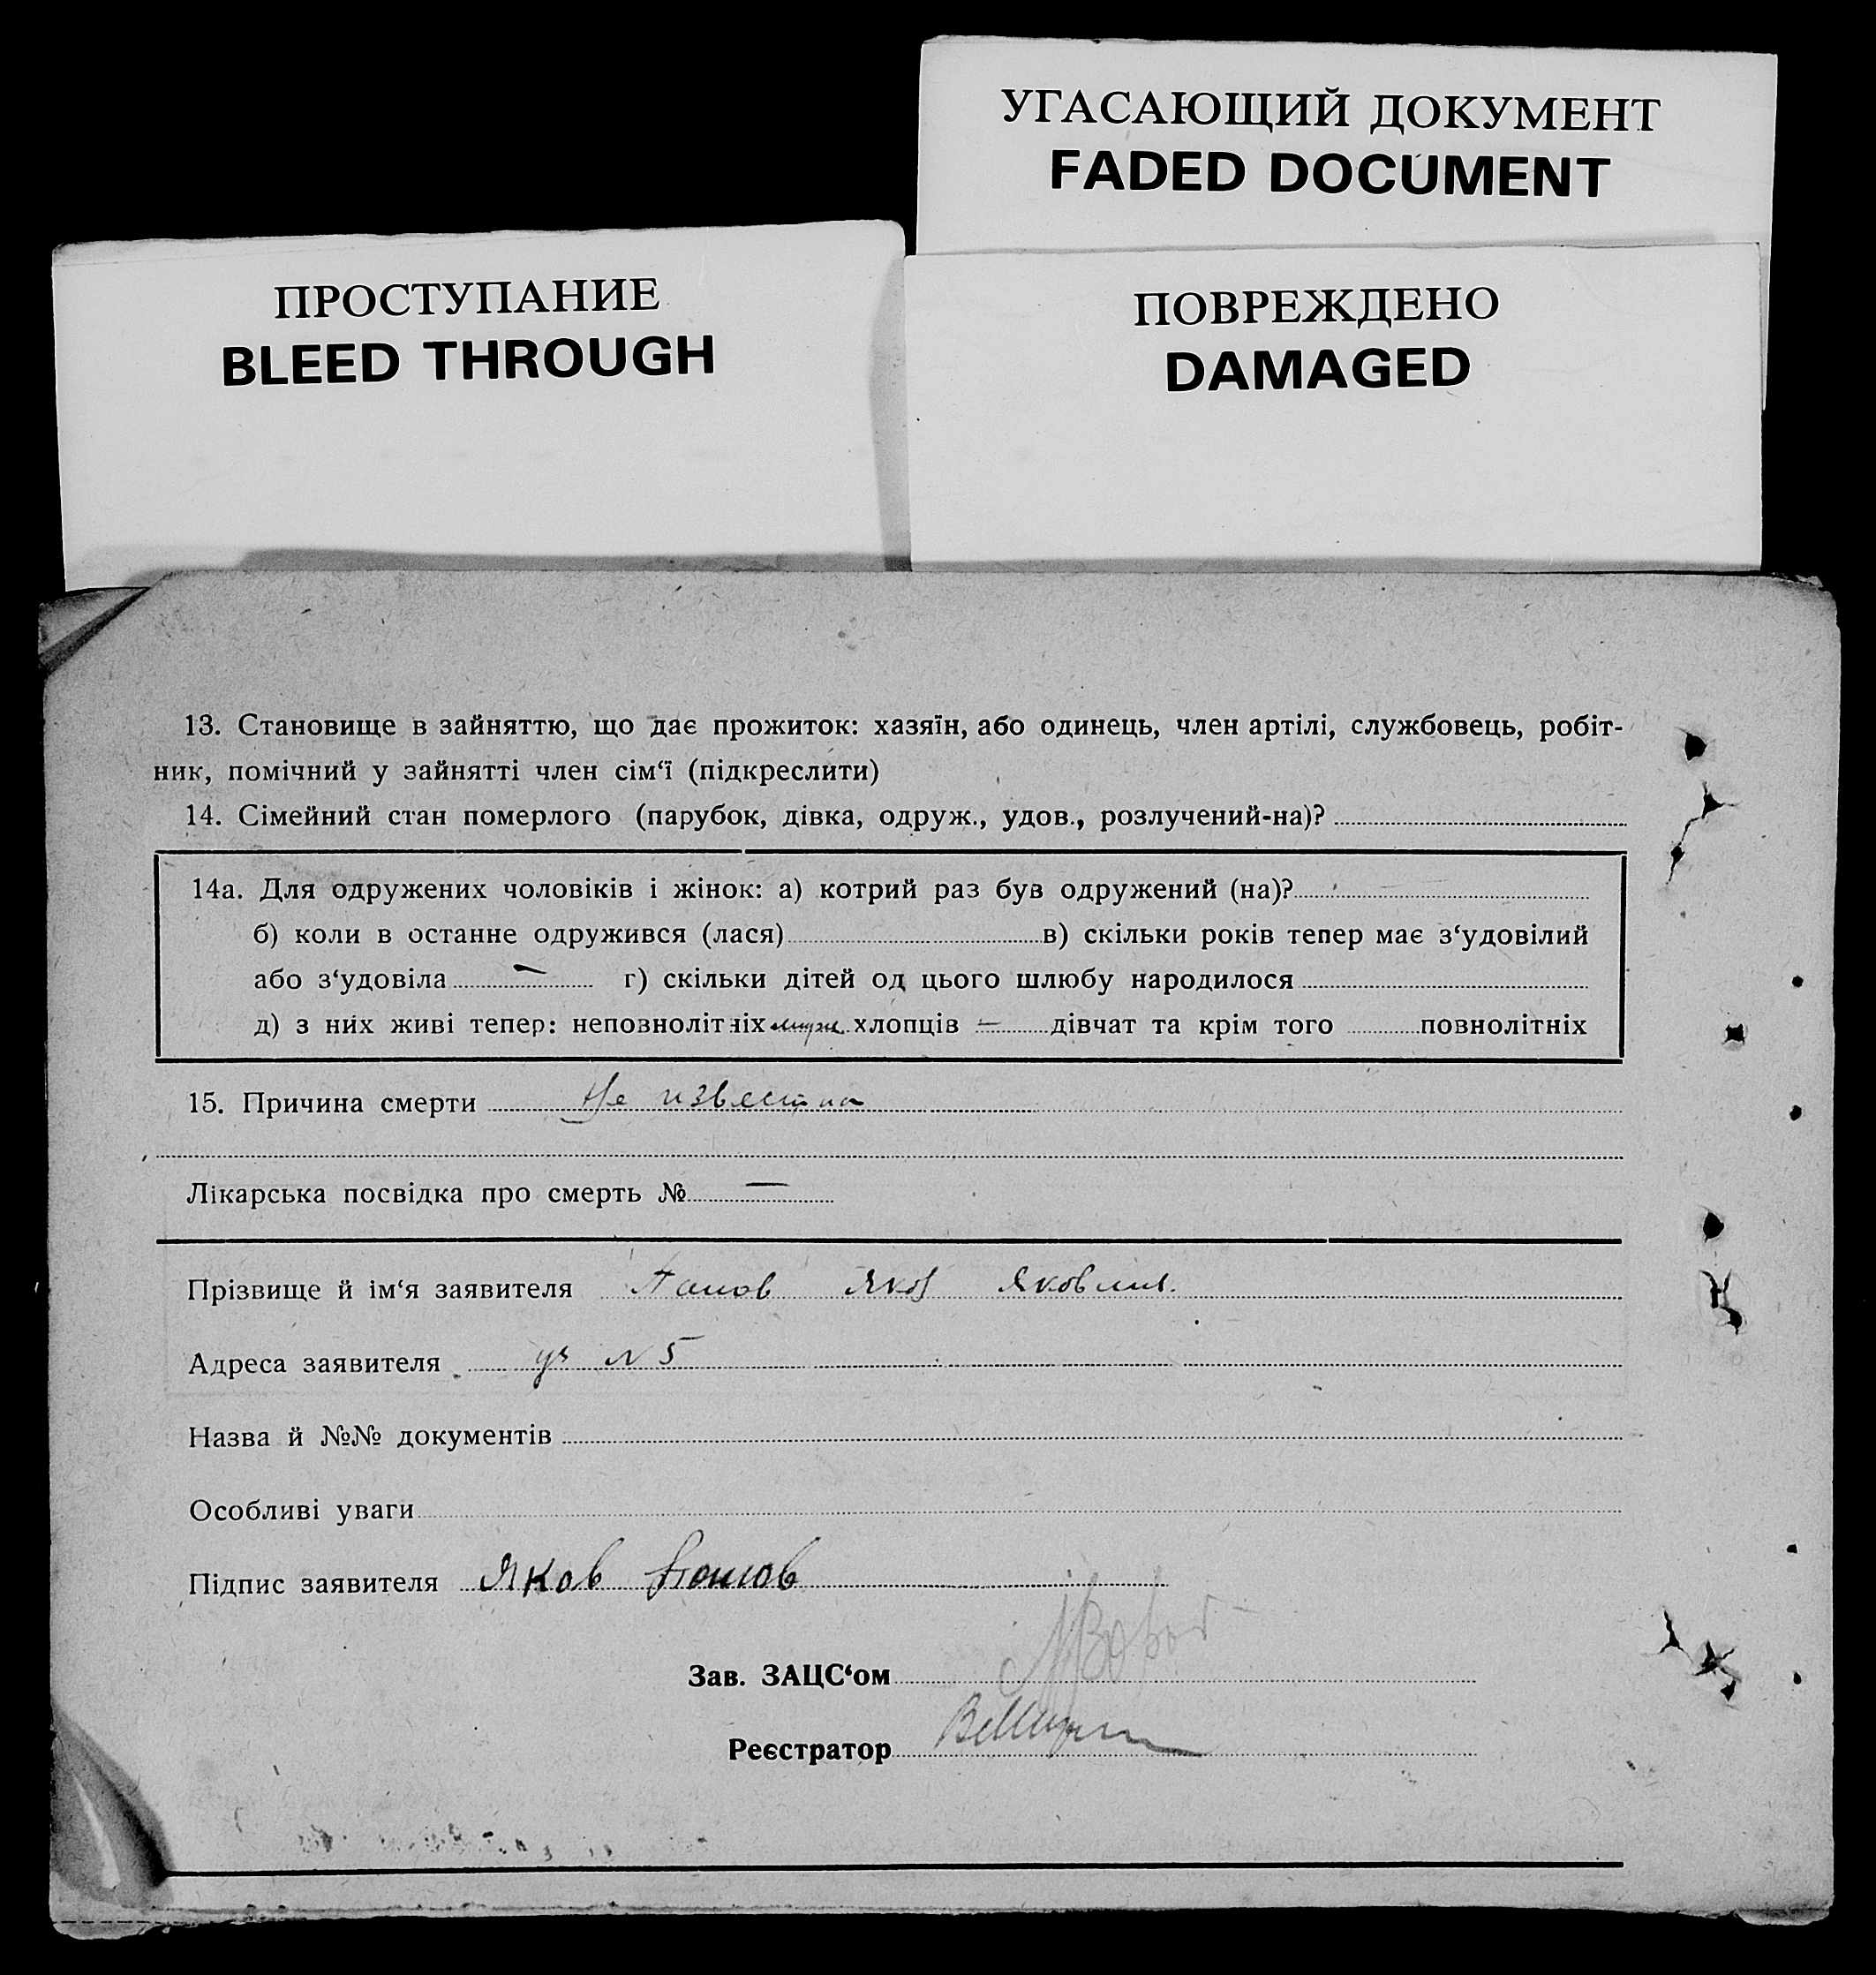 УГАСАЮЩИЙ ДОКУМЕНТ
FADED DOCUMENT
ПРОСТУПАНИЕ
BLEED THROUGH
ПОВРЕЖДЕНО
DAMAGED
13. Становище в зайняттю, що дає прожиток: хазяїн, або одинець, член артілі, службовець, робіт-
ник, помічний у зайнятті член сім‘ї (підкреслити)
14. Сімейний стан померлого (парубок, дівка, одруж., удов., розлучений-на)?
14а. Для одружених чоловіків і жінок: а) котрий раз був одружений (на)?
б) коли в останнє одружився (лася) в) скільки років тепер має з‘удовілий
або з‘удовіла — г) скільки дітей од цього шлюбу народилося
д) з них живі тепер: неповнолітніх хлопців — дівчат та крім того повнолітніх
15. Причина смерти Не известна
Лікарська посвідка про смерть № —
Прізвище й ім‘я заявителя Яков
Адреса заявителя № 5
Назва й №№ документів
Особливі уваги
Підпис заявителя Яков
Зав. ЗАЦС‘ом
Реєстратор